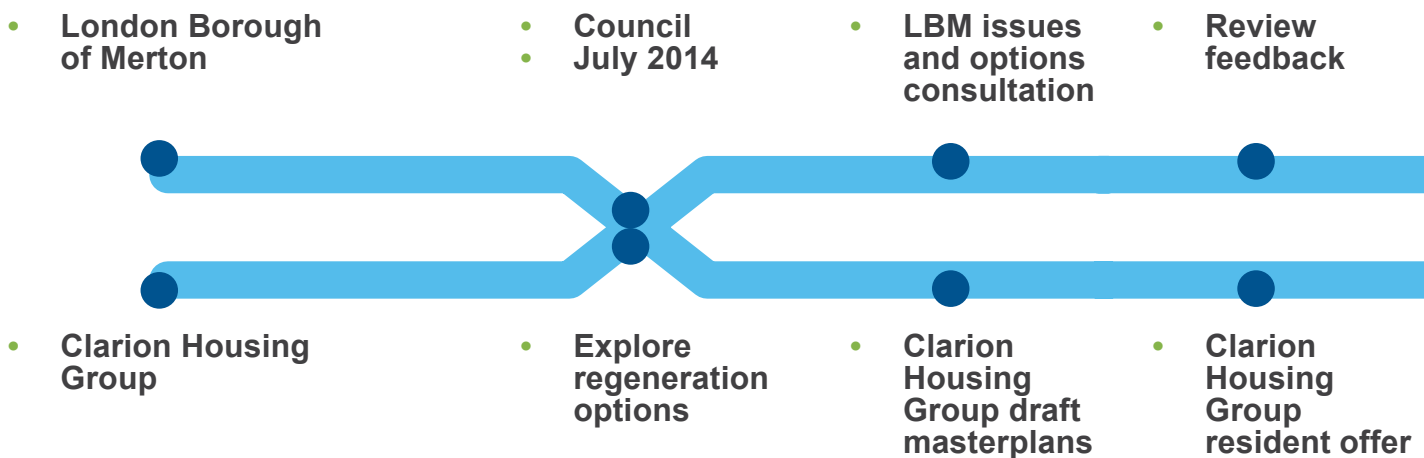 • London Borough
of Merton
• Council
• July 2014
• LBM issues
and options
consultation
• Review
feedback
• Clarion Housing
Group
• Explore
regeneration
options
• Clarion
Housing
Group draft
masterplans
• Clarion
Housing
Group
resident offer